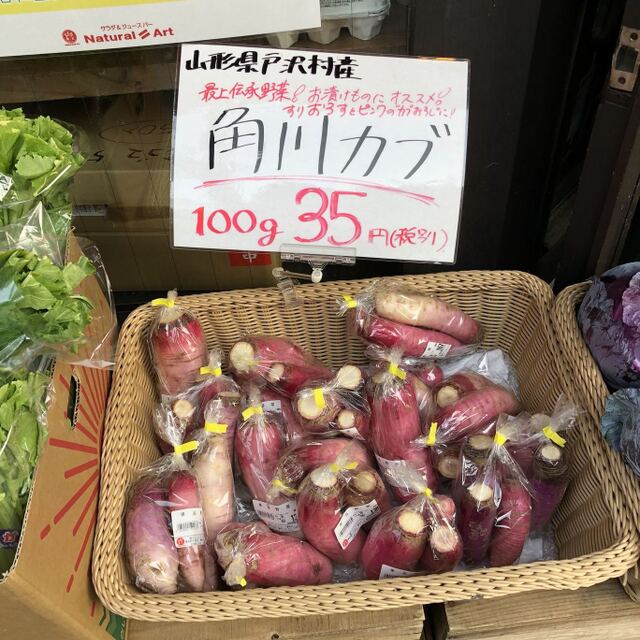 サラダ&ジュースバー
Natural Art
山形県戸沢村産
最上伝承野菜! お漬けものに オススメ。
すりおろすとピンクのかぶおろしに!!
角川カブ
100g 35円(税別)
中